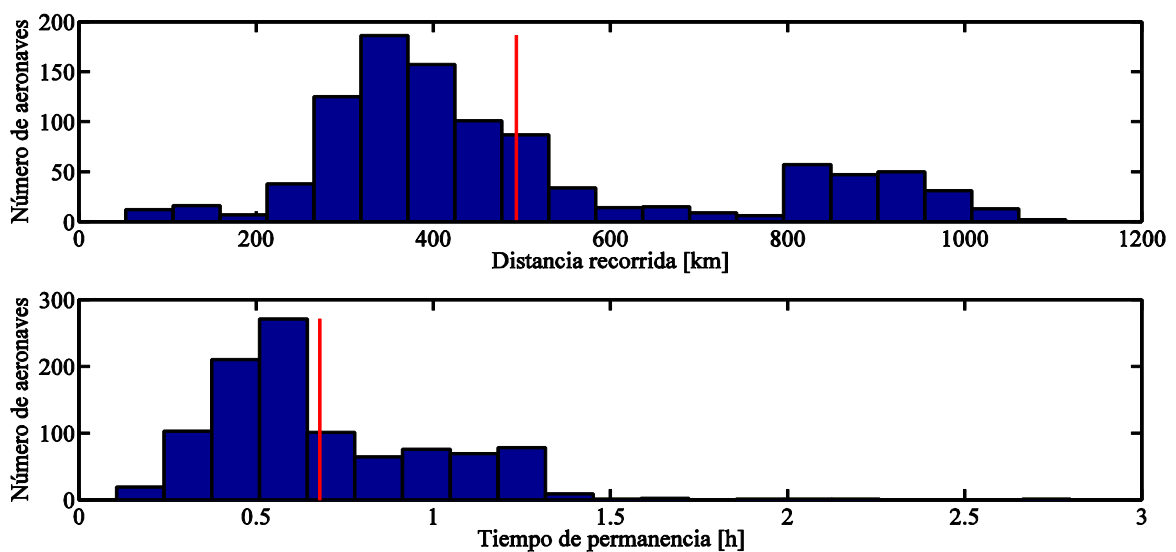 Número de aeronaves
200
150
100
50
0
0 200 400 600 800 1000 1200
Distancia recorrida [km]
Número de aeronaves
300
200
100
0
0 0.5 1 1.5 2 2.5 3
Tiempo de permanencia [h]